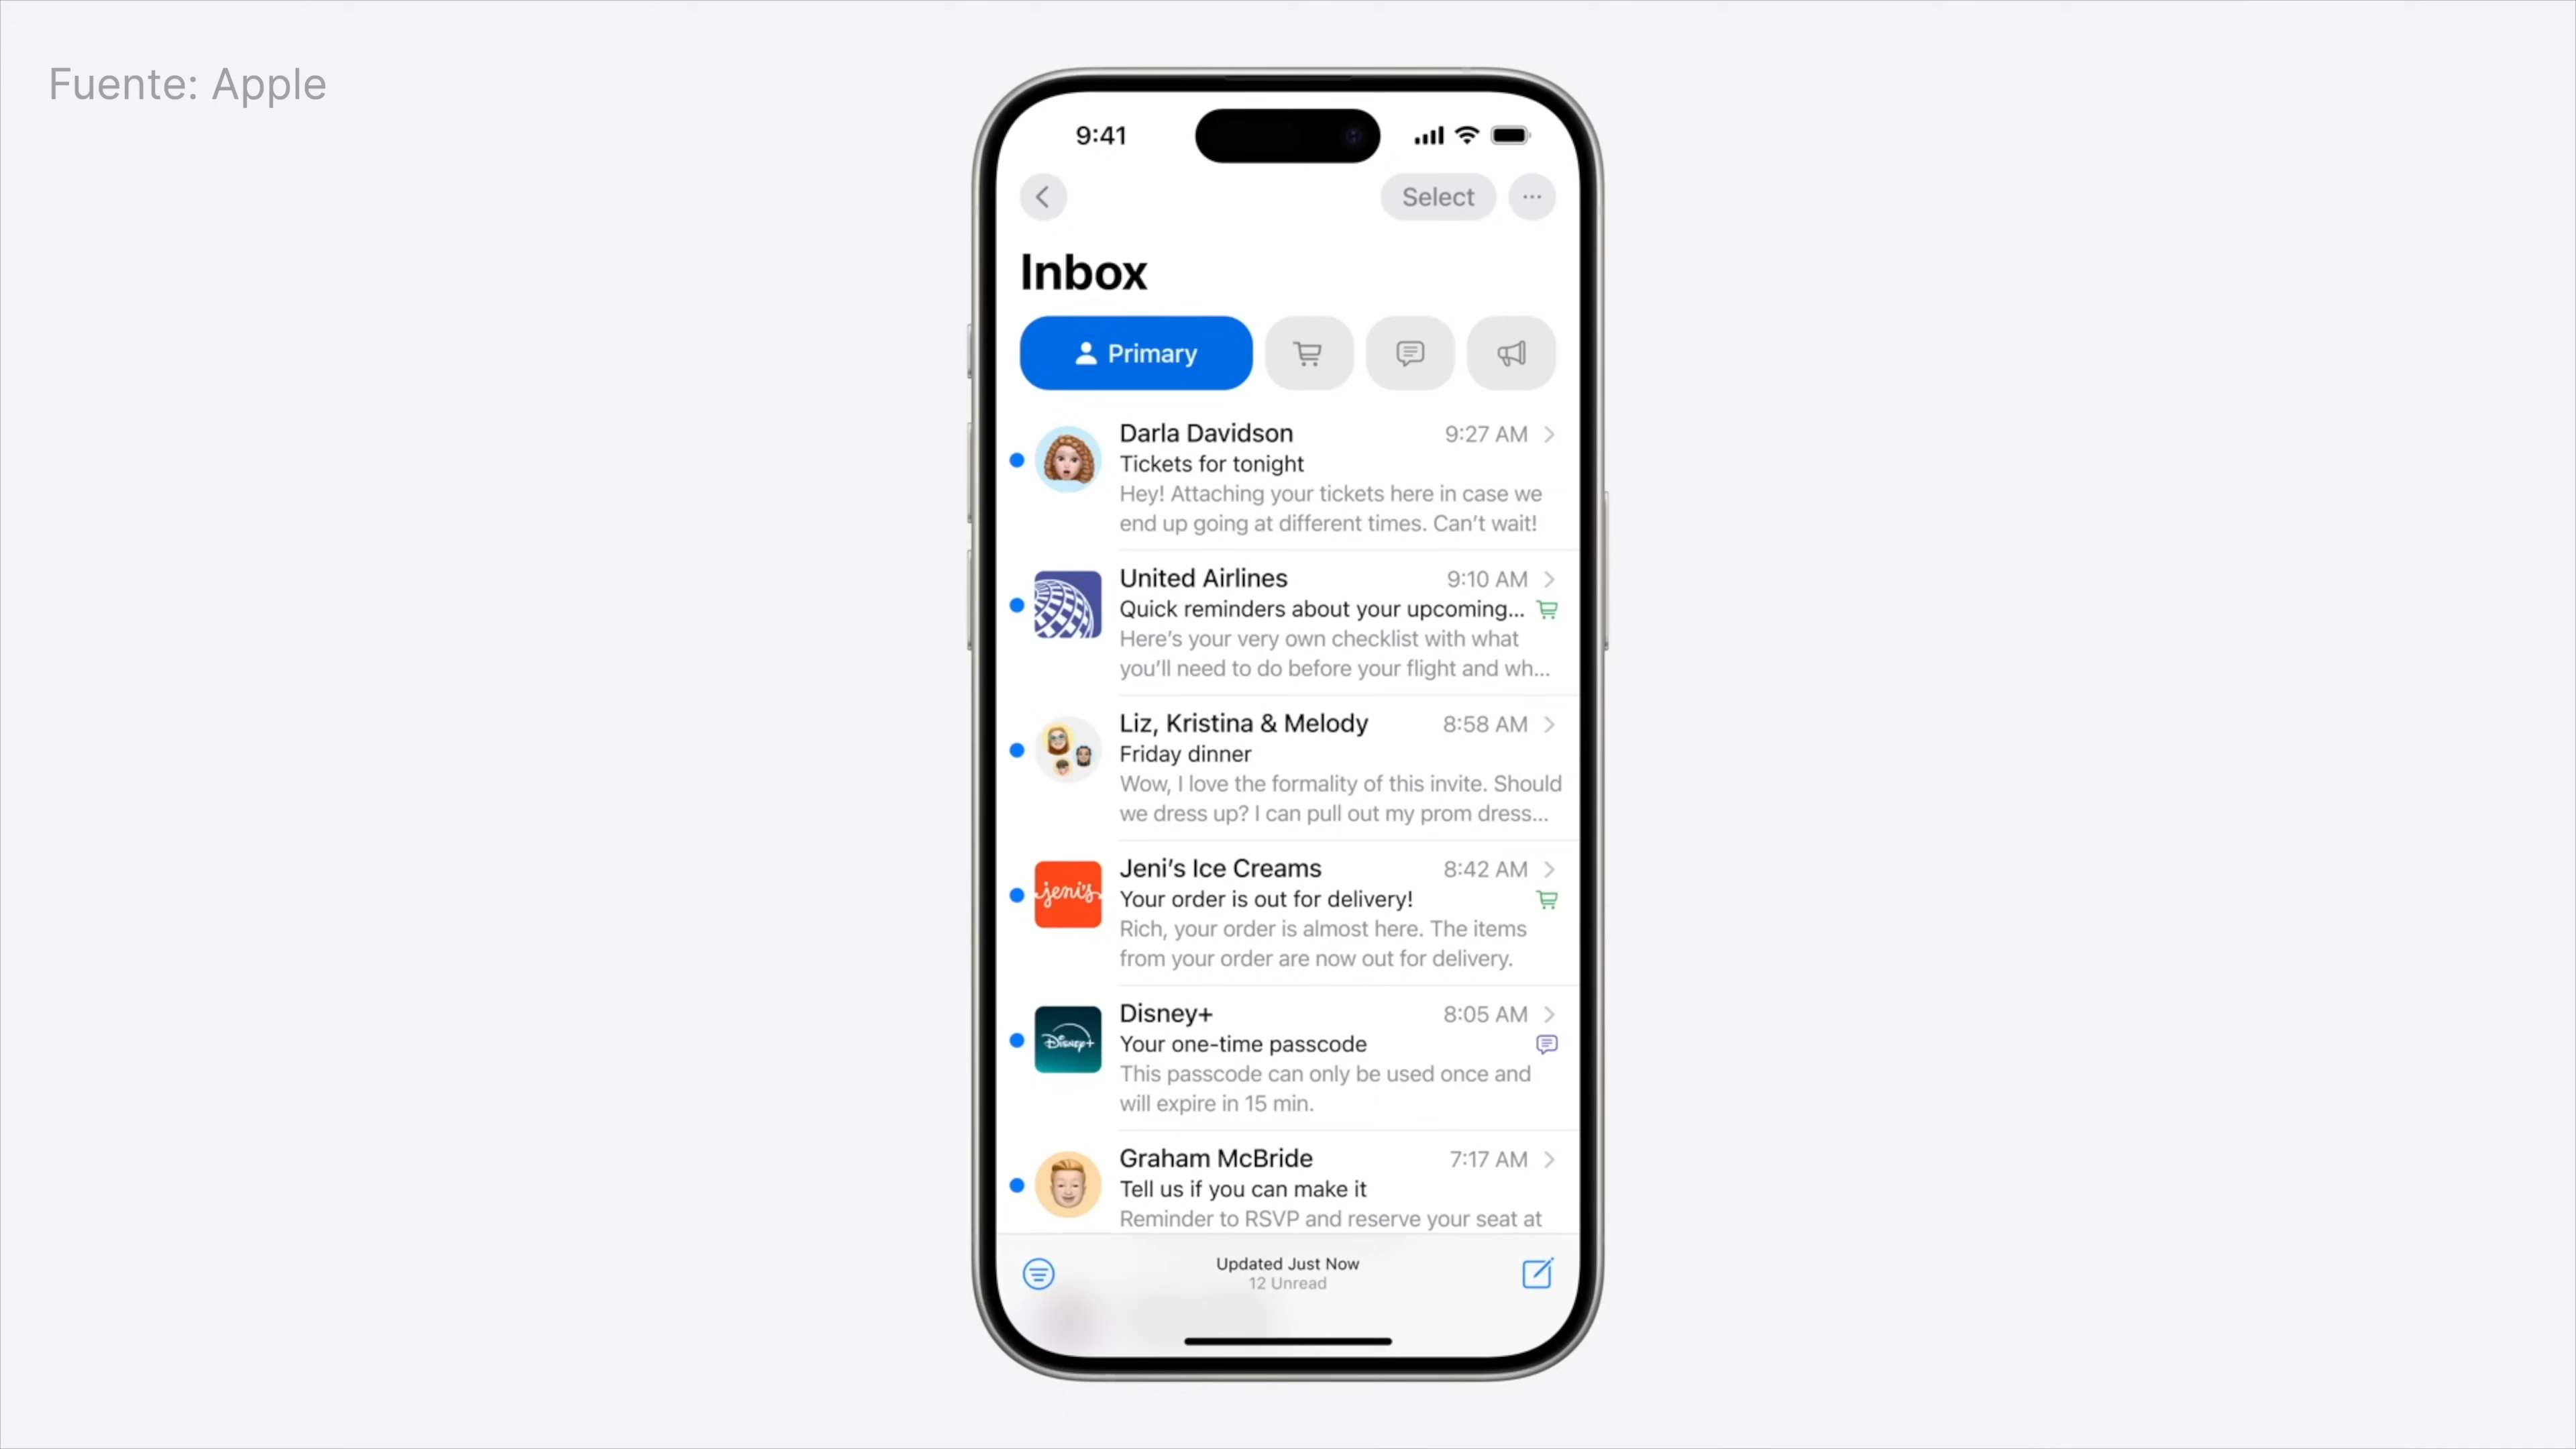 Fuente: Apple
9:41
Select
Inbox
Primary
Darla Davidson 9:27 AM
Tickets for tonight
Hey! Attaching your tickets here in case we
end up going at different times. Can’t wait!
United Airlines 9:10 AM
Quick reminders about your upcoming...
Here’s your very own checklist with what
you’ll need to do before your flight and wh...
Liz, Kristina & Melody 8:58 AM
Friday dinner
Wow, I love the formality of this invite. Should
we dress up? I can pull out my prom dress...
jeni's
Jeni’s Ice Creams 8:42 AM
Your order is out for delivery!
Rich, your order is almost here. The items
from your order are now out for delivery.
Disney+
Disney+ 8:05 AM
Your one-time passcode
This passcode can only be used once and
will expire in 15 min.
Graham McBride 7:17 AM
Tell us if you can make it
Reminder to RSVP and reserve your seat at
Updated Just Now
12 Unread